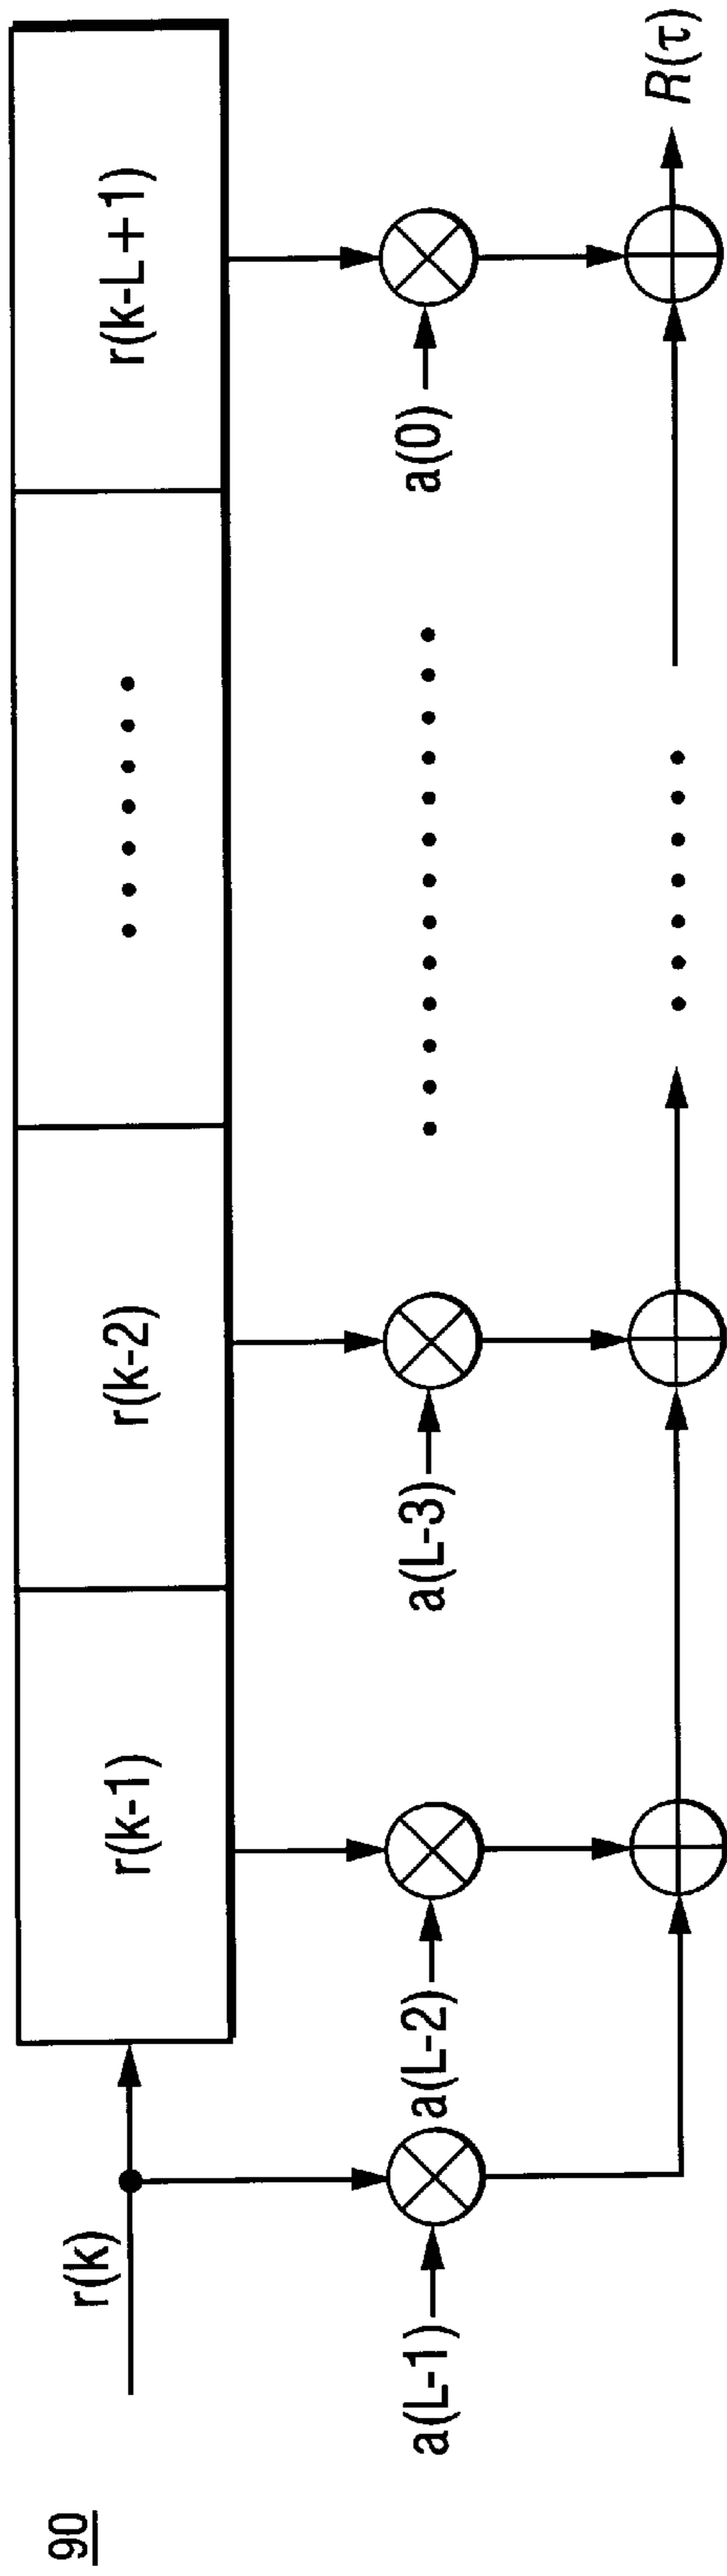 90
r(k)
r(k-1)
r(k-2)
r(k-L+1)
a(L-1)
a(L-2)
a(L-3)
a(0)
R(τ)